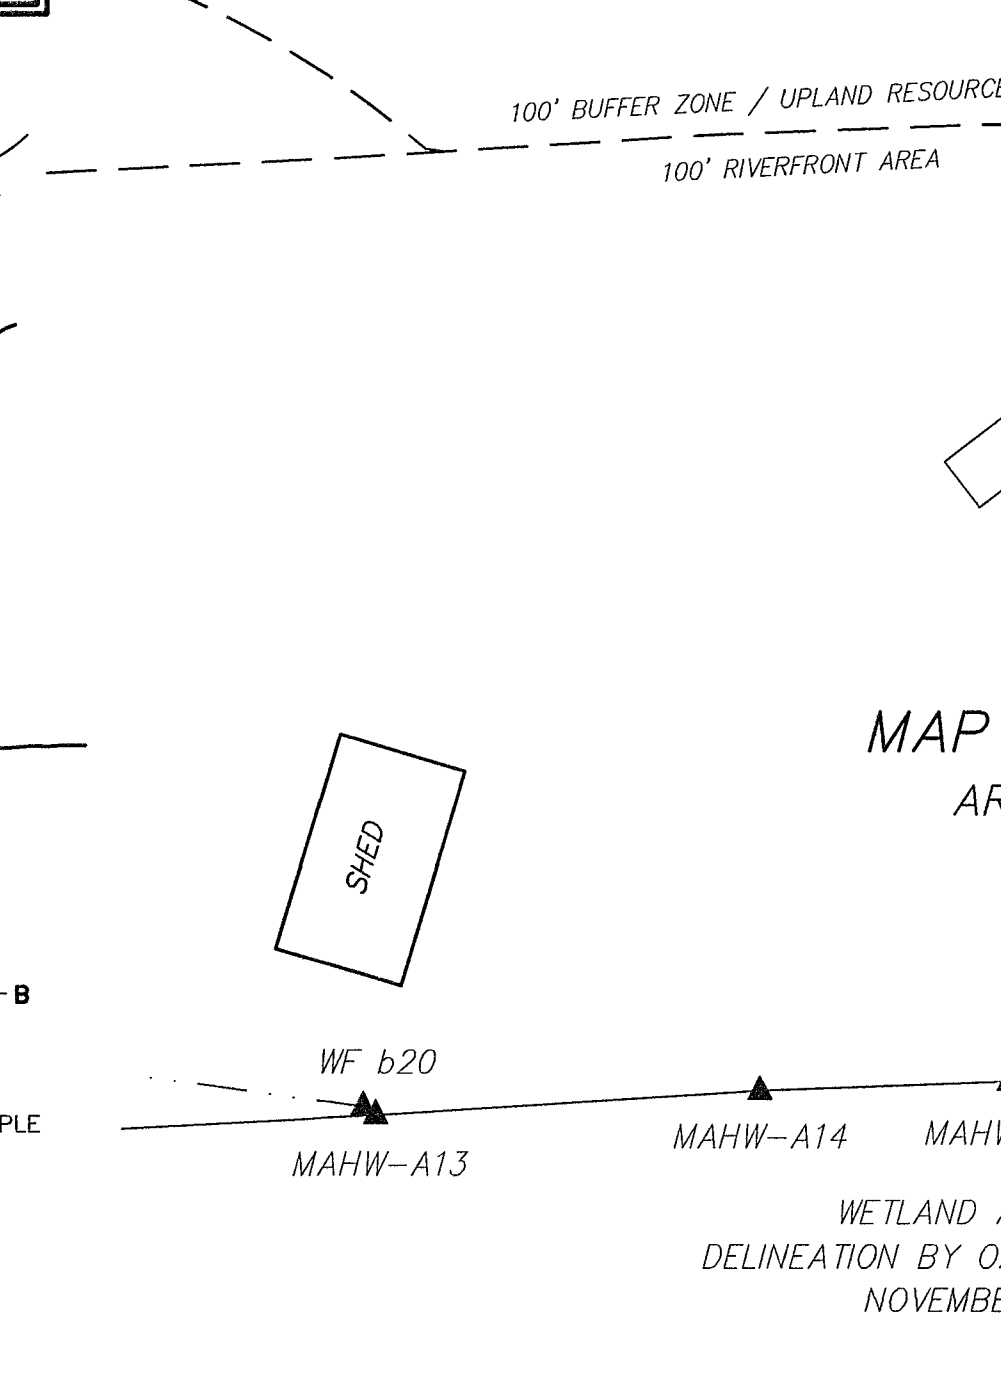 100' BUFFER ZONE / UPLAND RESOURCE
100' RIVERFRONT AREA
MAP
SHED
B
WF b20
PLE
MAHW-A13
MAHW-A14
WETLAND
DELINEATION BY